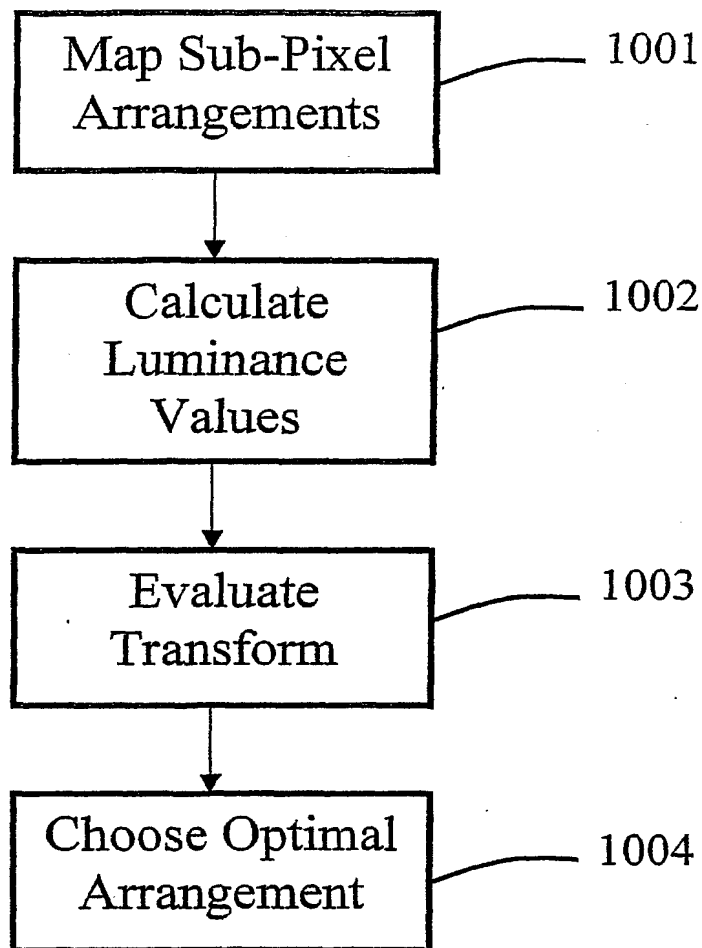 Map Sub-Pixel
Arrangements
1001
Calculate
Luminance
Values
1002
Evaluate
Transform
1003
Choose Optimal
Arrangement
1004